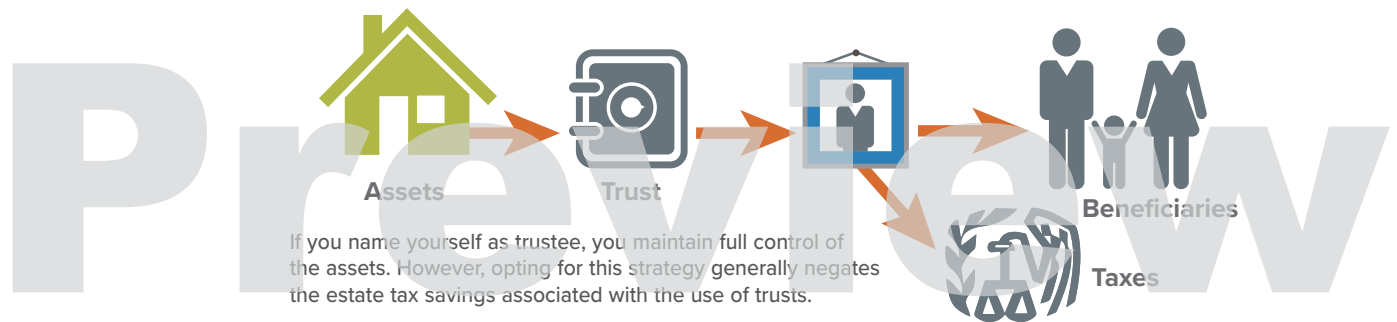 Preview
Assets
Trust
Beneficiaries
Taxes
If you name yourself as trustee, you maintain full control of
the assets. However, opting for this strategy generally negates
the estate tax savings associated with the use of trusts.